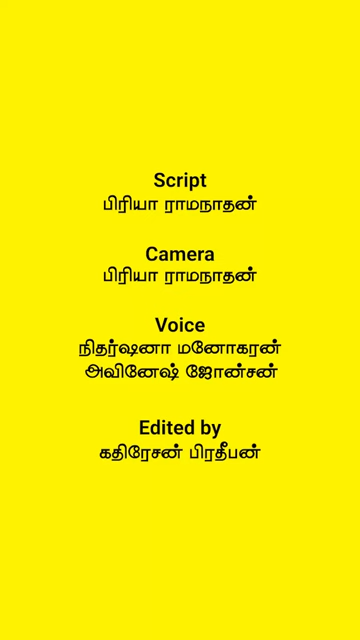 Script
பிரியா ராமநாதன்
Camera
பிரியா ராமநாதன்
Voice
நிதர்ஷனா மனோகரன்
அவினேஷ் ஜோன்சன்
Edited by
கதிரேசன் பிரதீபன்